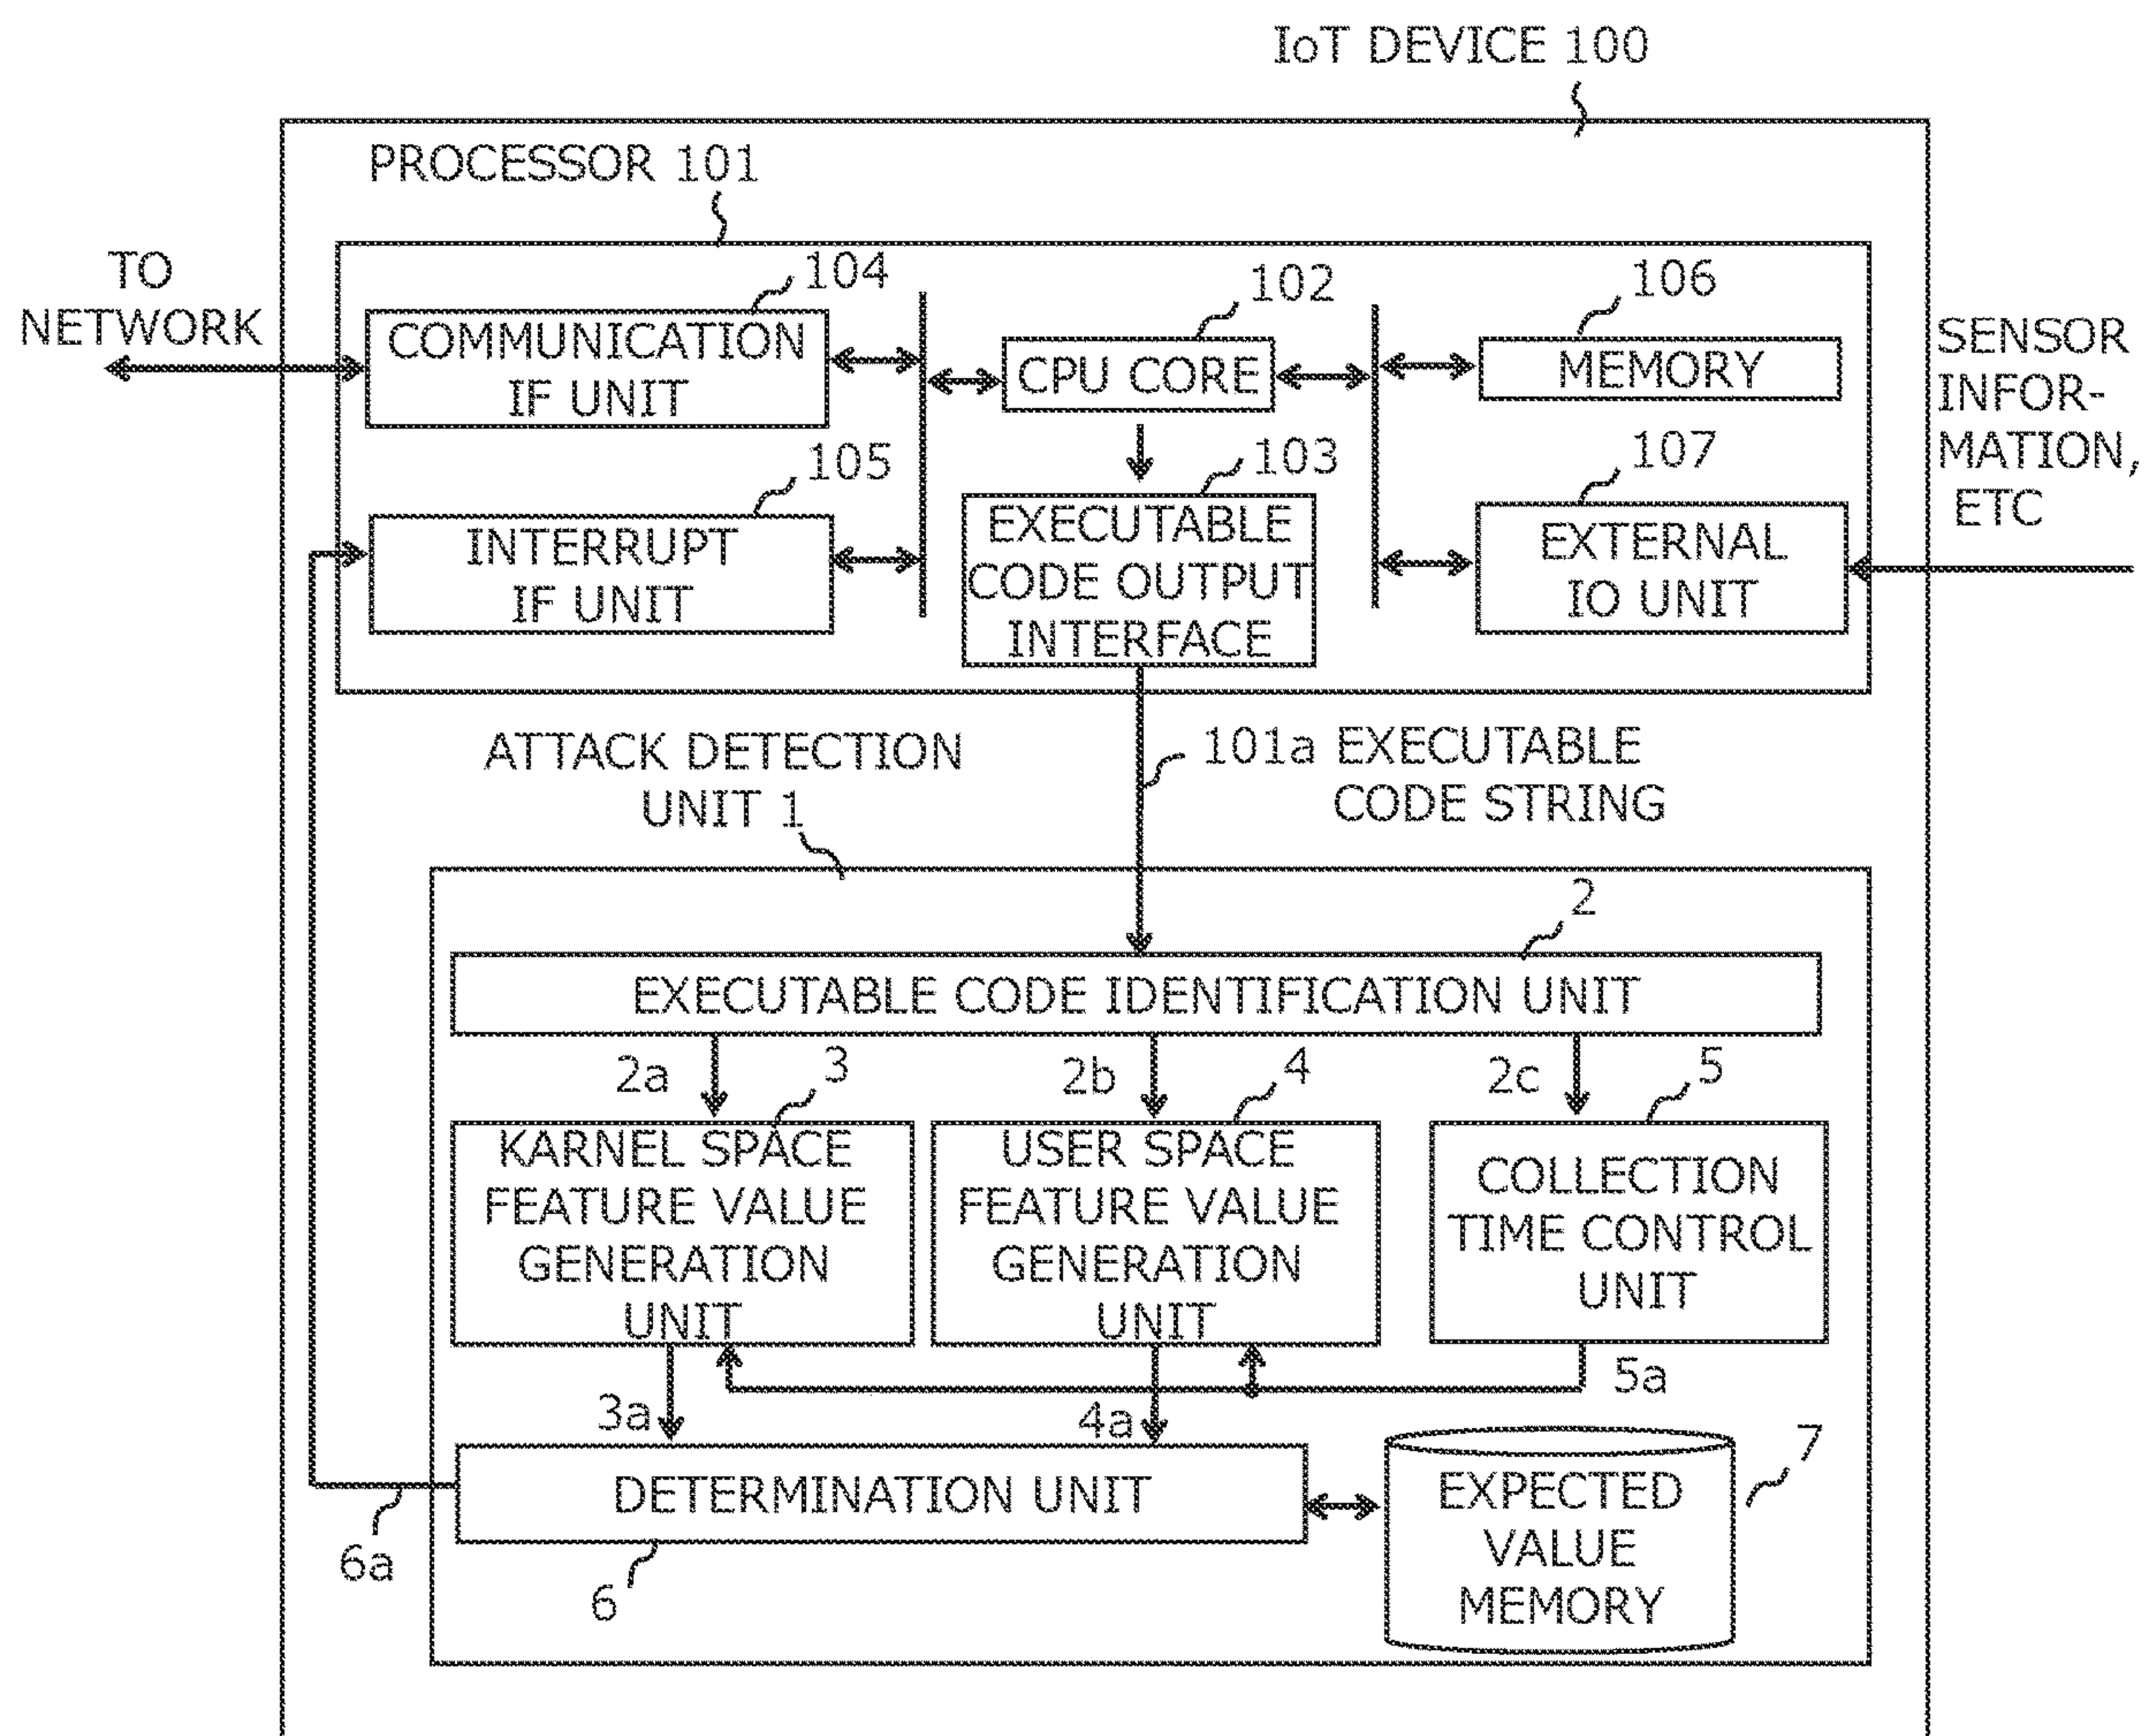 IoT DEVICE 100
PROCESSOR 101
TO
NETWORK
104
COMMUNICATION
IF UNIT
102
CPU CORE
106
MEMORY
SENSOR
INFOR-
MATION,
ETC
105
INTERRUPT
IF UNIT
103
EXECUTABLE
CODE OUTPUT
INTERFACE
107
EXTERNAL
IO UNIT
ATTACK DETECTION
UNIT 1
101a EXECUTABLE
CODE STRING
2
EXECUTABLE CODE IDENTIFICATION UNIT
2a
3
2b
4
2c
5
KARNEL SPACE
FEATURE VALUE
GENERATION
UNIT
USER SPACE
FEATURE VALUE
GENERATION
UNIT
COLLECTION
TIME CONTROL
UNIT
3a
4a
5a
DETERMINATION UNIT
6a
6
7
EXPECTED
VALUE
MEMORY